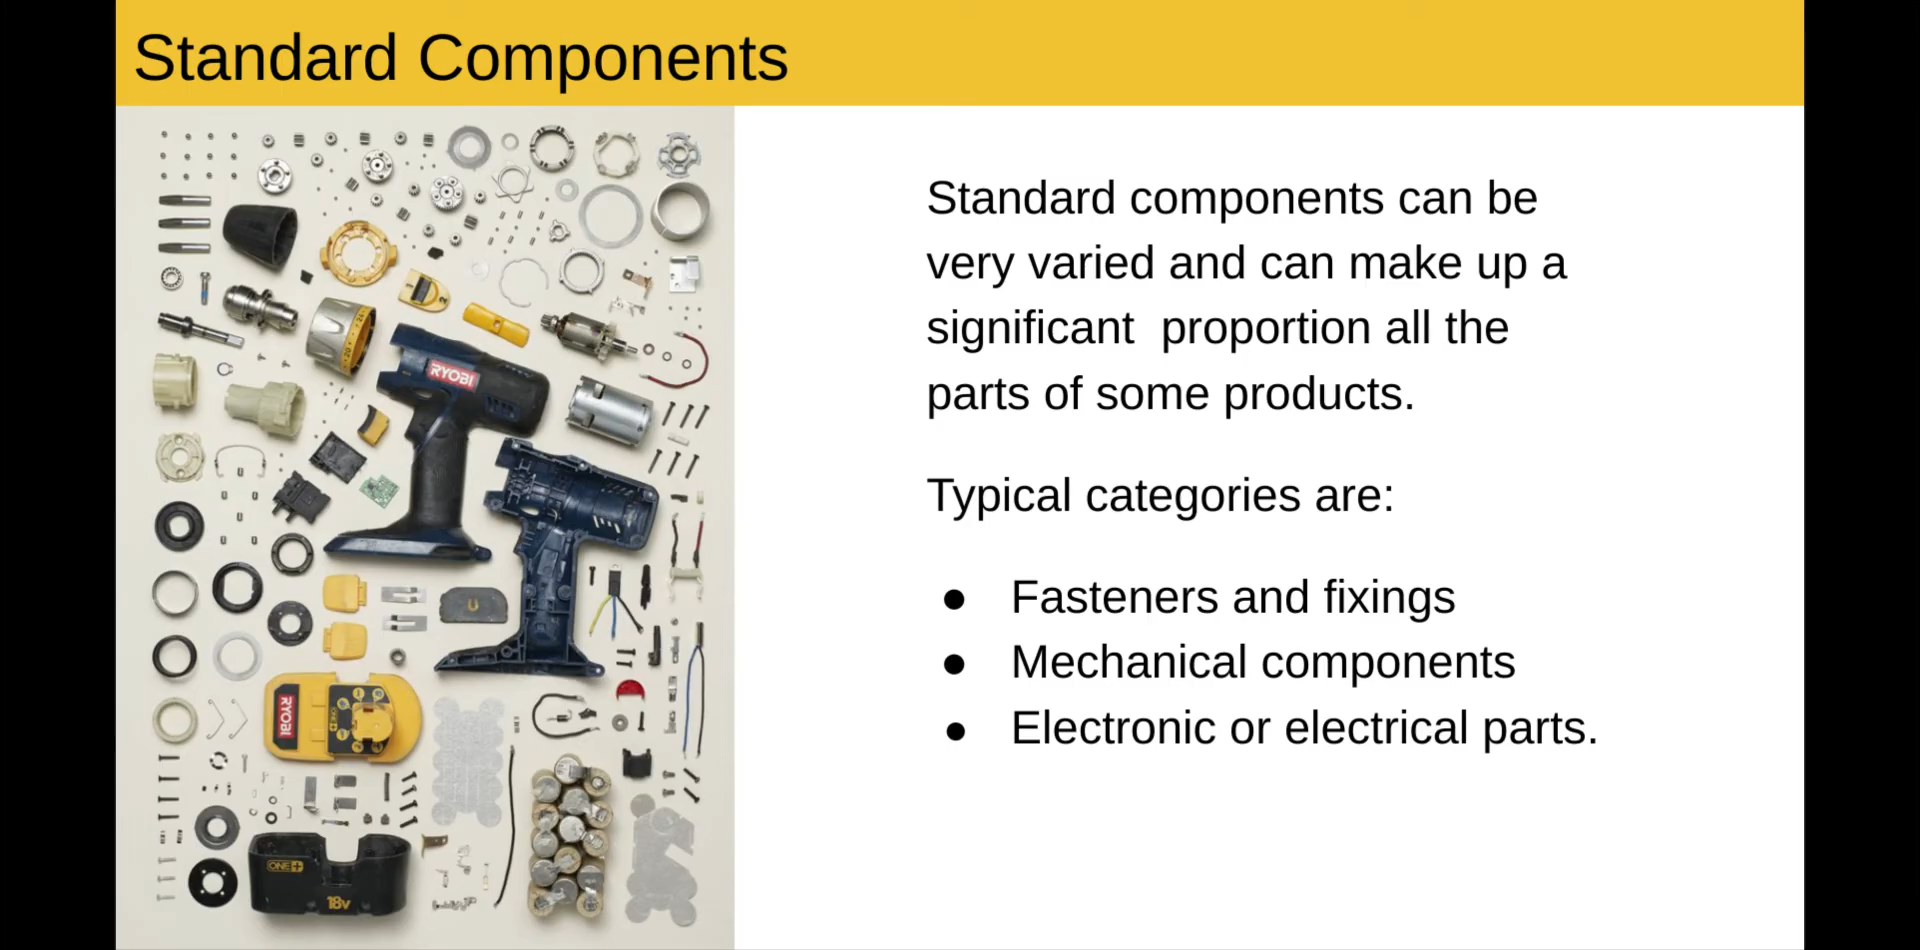 Standard Components
Standard components can be
very varied and can make up a
significant  proportion all the
parts of some products.
Typical categories are:
● Fasteners and fixings
● Mechanical components
● Electronic or electrical parts.
RYOBI
RYOBI
ONE+
18v